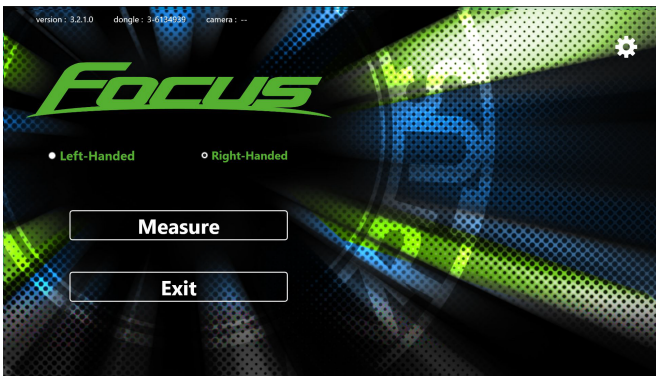 version : 3.2.1.0 dongle : 3-6134939 camera : --
Focus
Left-Handed Right-Handed
Measure
Exit